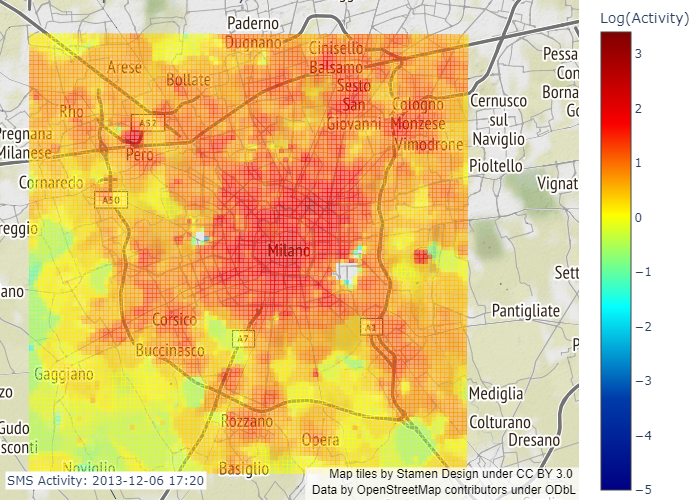 Paderno
Dugnano
Cinisello
Balsamo
Arese
Bollate
Sesto
San
Giovanni
Rho
A52
Cologno
Monzese
Vimodrone
Cernusco
sul
Naviglio
Pessa
Con
Borna
Go
Pregnana
Milanese
Pero
Pioltello
Cornaredo
Vignat
A50
reggio
Milano
Sett
ano
Pantigliate
Corsico
A7
A1
Buccinasco
P
Gaggiano
zo
Mediglia
Rozzano
Colturano
Gudo
Opera
Dresano
sconti
Noviglio
Basiglio
SMS Activity: 2013-12-06 17:20
Map tiles by Stamen Design under CC BY 3.0
Data by OpenStreetMap contributors under ODbL
Log(Activity)
3
2
1
0
−1
−2
−3
−4
−5